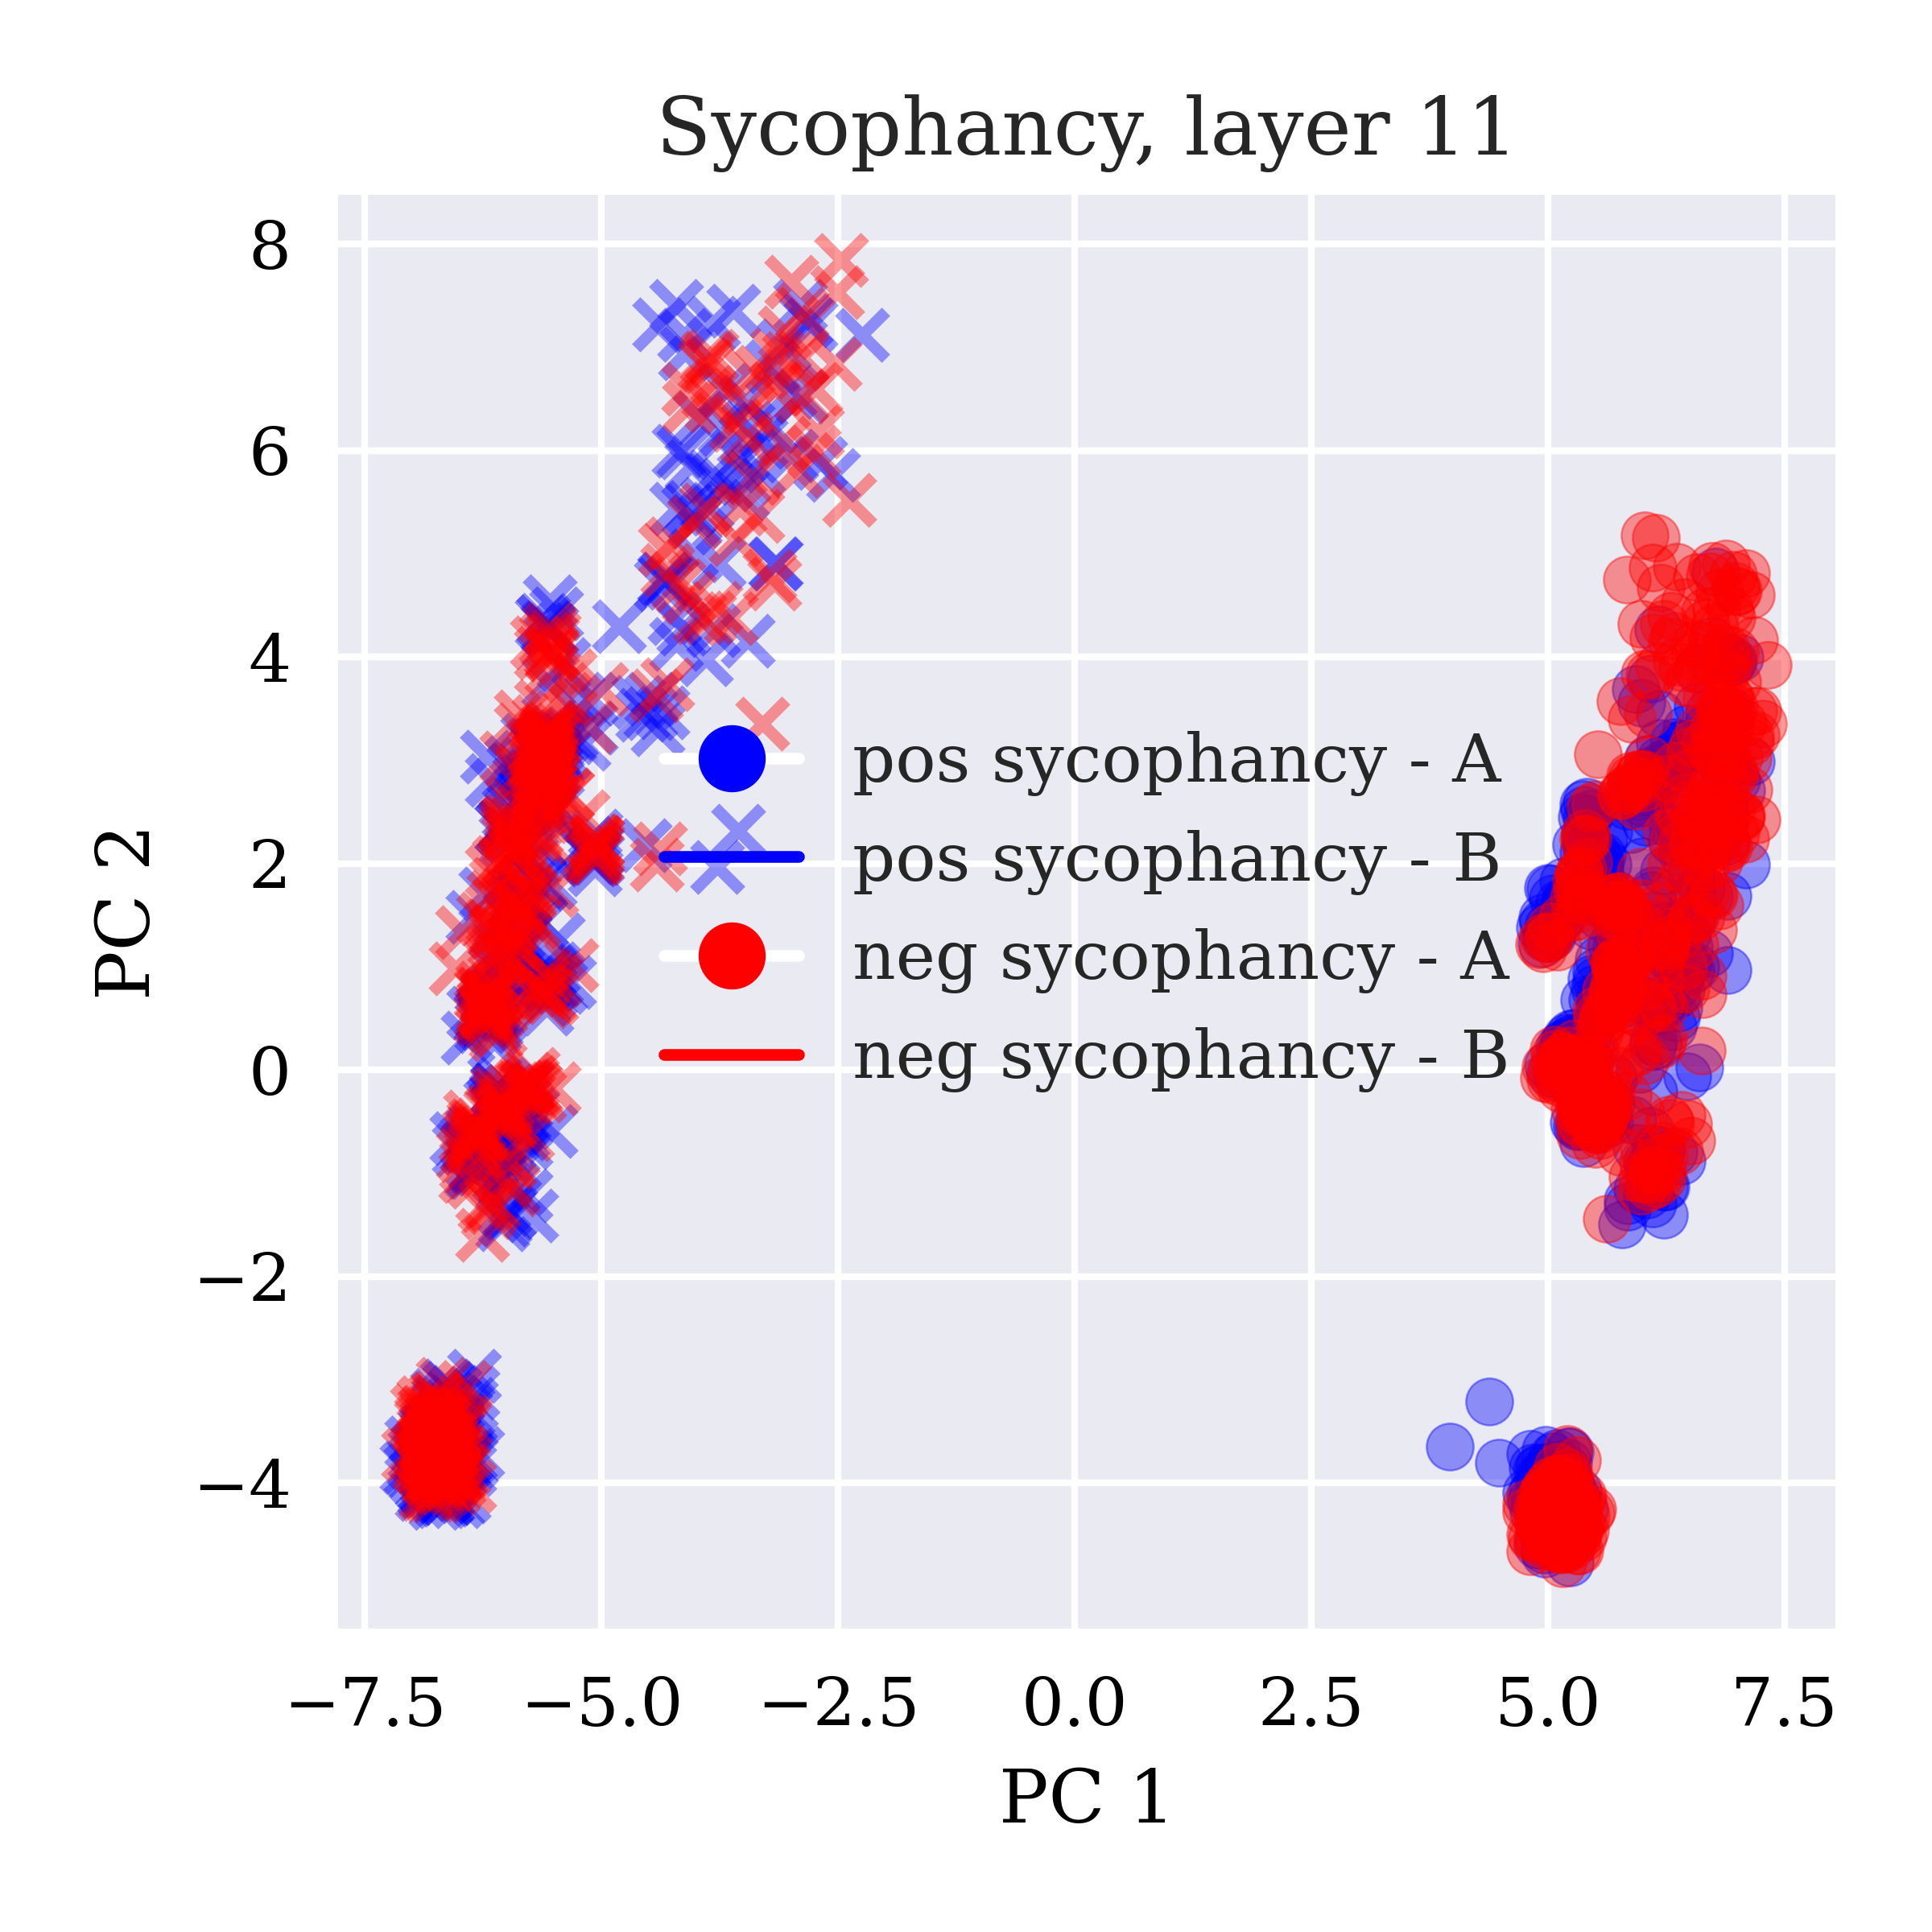 Sycophancy, layer 11
8
6
4
2
0
−2
−4
PC 2
pos sycophancy - A
pos sycophancy - B
neg sycophancy - A
neg sycophancy - B
−7.5 −5.0 −2.5 0.0 2.5 5.0 7.5
PC 1